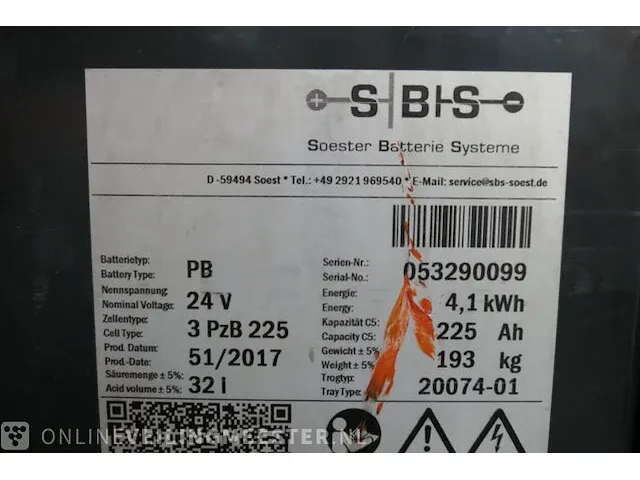 S B S
Soester Batterie Systeme
D -59494 Soest * Tel.: +49 2921 969540 * E-Mail: service@sbs-soest.de
Batterietyp:
Battery Type: PB
Nennspannung:
Nominal Voltage: 24 V
Zellentype:
Cell Type: 3 PzB 225
Prod. Datum:
Prod.-Date: 51/2017
Säuremenge ± 5%:
Acid volume ± 5%: 32 l
Serien-Nr.:
Serial-No.: 053290099
Energie:
Energy: 4,1 kWh
Kapazität C5:
Capacity C5: 225 Ah
Gewicht ± 5%
Weight ± 5%: 193 kg
Trogtyp:
Tray Type: 20074-01
ONLINEVEILINGMEESTER.NL